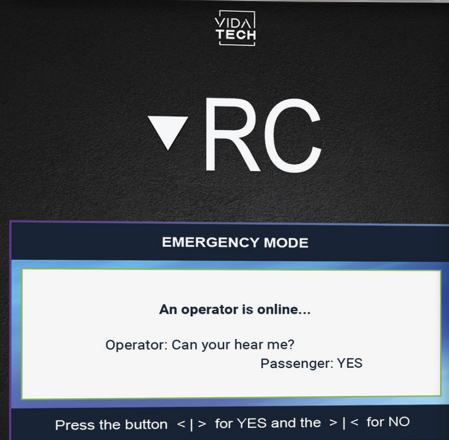 VIDA
TECH
▼RC
EMERGENCY MODE
An operator is online...
Operator: Can your hear me?
Passenger: YES
Press the button <|> for YES and the >|< for NO